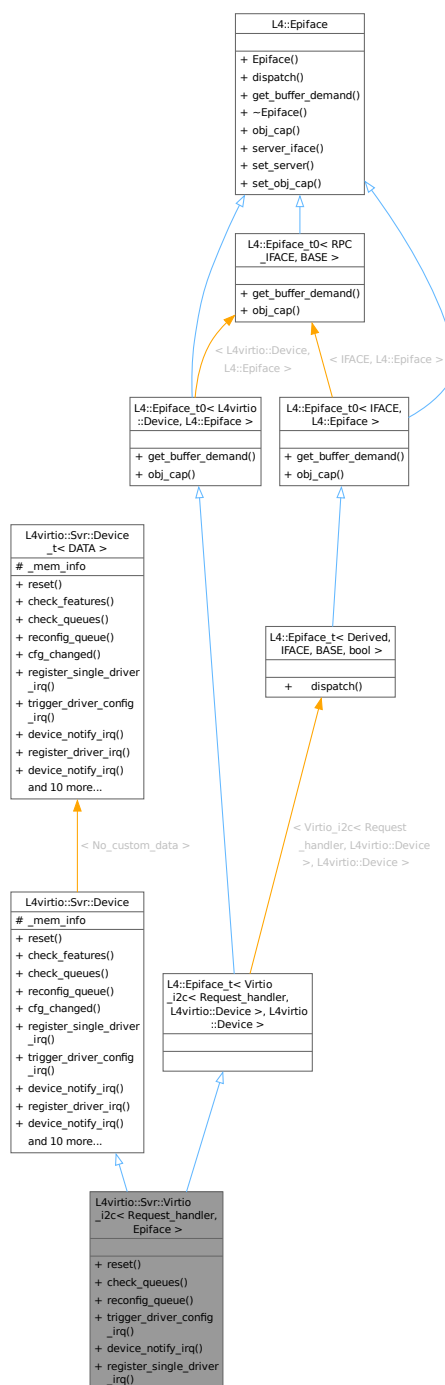 L4::Epiface
+ Epiface()
+ dispatch()
+ get_buffer_demand()
+ ~Epiface()
+ obj_cap()
+ server_iface()
+ set_server()
+ set_obj_cap()
L4::Epiface_t0< RPC
_IFACE, BASE >
+ get_buffer_demand()
+ obj_cap()
< L4virtio::Device,
L4::Epiface >
< IFACE, L4::Epiface >
L4::Epiface_t0< L4virtio
::Device, L4::Epiface >
+ get_buffer_demand()
+ obj_cap()
L4::Epiface_t0< IFACE,
L4::Epiface >
+ get_buffer_demand()
+ obj_cap()
L4virtio::Svr::Device
_t< DATA >
# _mem_info
+ reset()
+ check_features()
+ check_queues()
+ reconfig_queue()
+ cfg_changed()
+ register_single_driver
_irq()
+ trigger_driver_config
_irq()
+ device_notify_irq()
+ register_driver_irq()
+ device_notify_irq()
and 10 more...
L4::Epiface_t< Derived,
IFACE, BASE, bool >
+ dispatch()
< No_custom_data >
< Virtio_i2c< Request
_handler, L4virtio::Device
>, L4virtio::Device >
L4virtio::Svr::Device
# _mem_info
+ reset()
+ check_features()
+ check_queues()
+ reconfig_queue()
+ cfg_changed()
+ register_single_driver
_irq()
+ trigger_driver_config
_irq()
+ device_notify_irq()
+ register_driver_irq()
+ device_notify_irq()
and 10 more...
L4::Epiface_t< Virtio
_i2c< Request_handler,
L4virtio::Device >, L4virtio
::Device >
L4virtio::Svr::Virtio
_i2c< Request_handler,
Epiface >
+ reset()
+ check_queues()
+ reconfig_queue()
+ trigger_driver_config
_irq()
+ device_notify_irq()
+ register_single_driver
_irq()